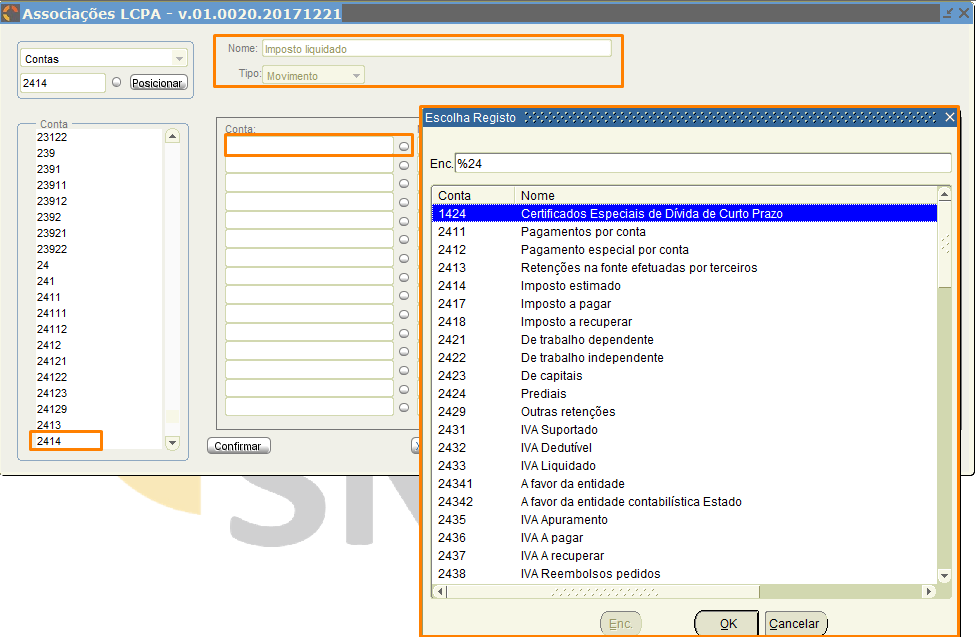 Associações LCPA - v.01.0020.20171221
Contas
2414
Posicionar
Nome: Imposto liquidado
Tipo: Movimento
Conta
23122
239
2391
23911
23912
2392
23921
23922
24
241
2411
24111
24112
2412
24121
24122
24123
24129
2413
2414
Conta:
Confirmar
Escolha Registo
Enc. %24
Conta Nome
1424 Certificados Especiais de Dívida de Curto Prazo
2411 Pagamentos por conta
2412 Pagamento especial por conta
2413 Retenções na fonte efetuadas por terceiros
2414 Imposto estimado
2417 Imposto a pagar
2418 Imposto a recuperar
2421 De trabalho dependente
2422 De trabalho independente
2423 De capitais
2424 Prediais
2429 Outras retenções
2431 IVA Suportado
2432 IVA Dedutível
2433 IVA Liquidado
24341 A favor da entidade
24342 A favor da entidade contabilística Estado
2435 IVA Apuramento
2436 IVA A pagar
2437 IVA A recuperar
2438 IVA Reembolsos pedidos
Enc. OK Cancelar